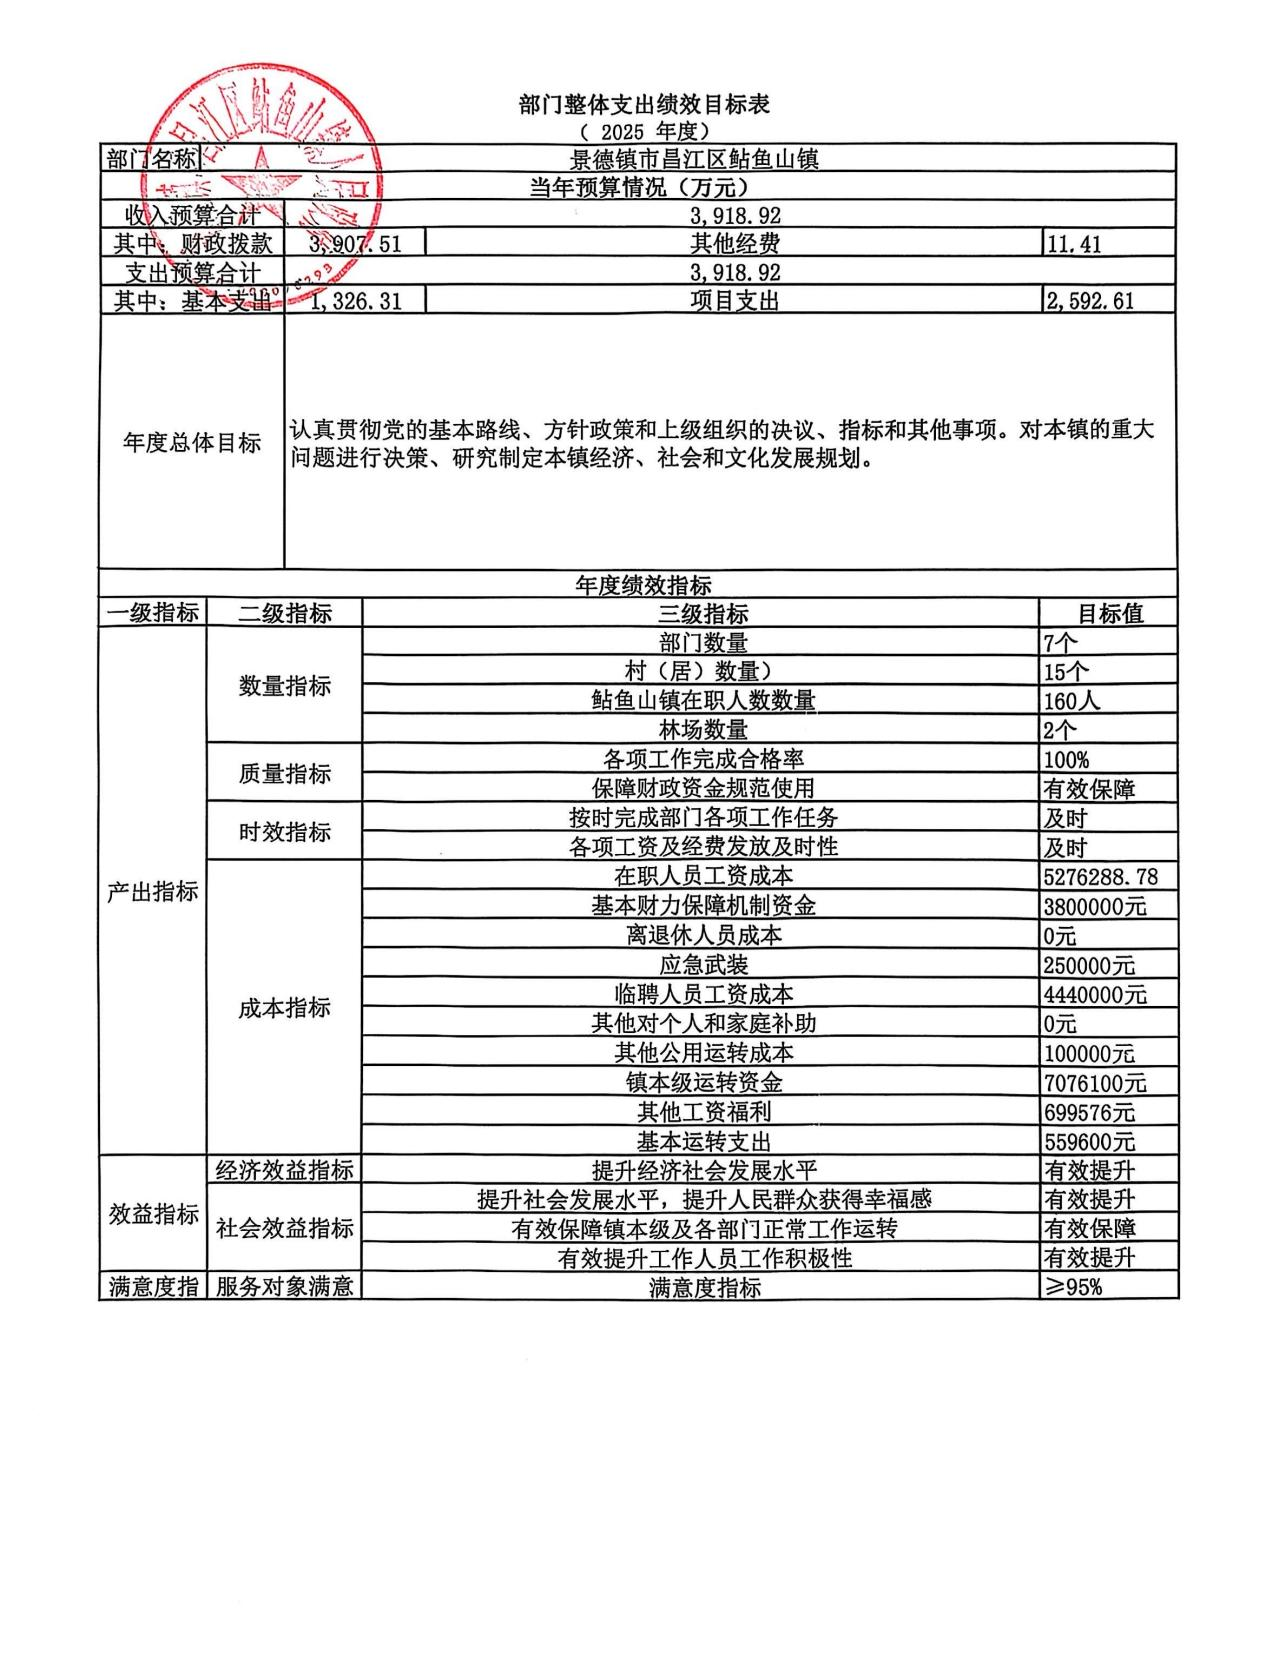 部门整体支出绩效目标表
（ 2025 年度）
部门名称 景德镇市昌江区鲇鱼山镇
当年预算情况（万元）
收入预算合计 3,918.92
其中：财政拨款 3,907.51 其他经费 11.41
支出预算合计 3,918.92
其中：基本支出 1,326.31 项目支出 2,592.61
年度总体目标
认真贯彻党的基本路线、方针政策和上级组织的决议、指标和其他事项。对本镇的重大
问题进行决策、研究制定本镇经济、社会和文化发展规划。
年度绩效指标
一级指标 二级指标 三级指标 目标值
产出指标
数量指标
部门数量 7个
村（居）数量） 15个
鲇鱼山镇在职人数数量 160人
林场数量 2个
质量指标
各项工作完成合格率 100%
保障财政资金规范使用 有效保障
时效指标
按时完成部门各项工作任务 及时
各项工资及经费发放及时性 及时
成本指标
在职人员工资成本 5276288.78
基本财力保障机制资金 3800000元
离退休人员成本 0元
应急武装 250000元
临聘人员工资成本 4440000元
其他对个人和家庭补助 0元
其他公用运转成本 100000元
镇本级运转资金 7076100元
其他工资福利 699576元
基本运转支出 559600元
效益指标
经济效益指标 提升经济社会发展水平 有效提升
社会效益指标
提升社会发展水平，提升人民群众获得幸福感 有效提升
有效保障镇本级及各部门正常工作运转 有效保障
有效提升工作人员工作积极性 有效提升
满意度指 服务对象满意 满意度指标 ≥95%